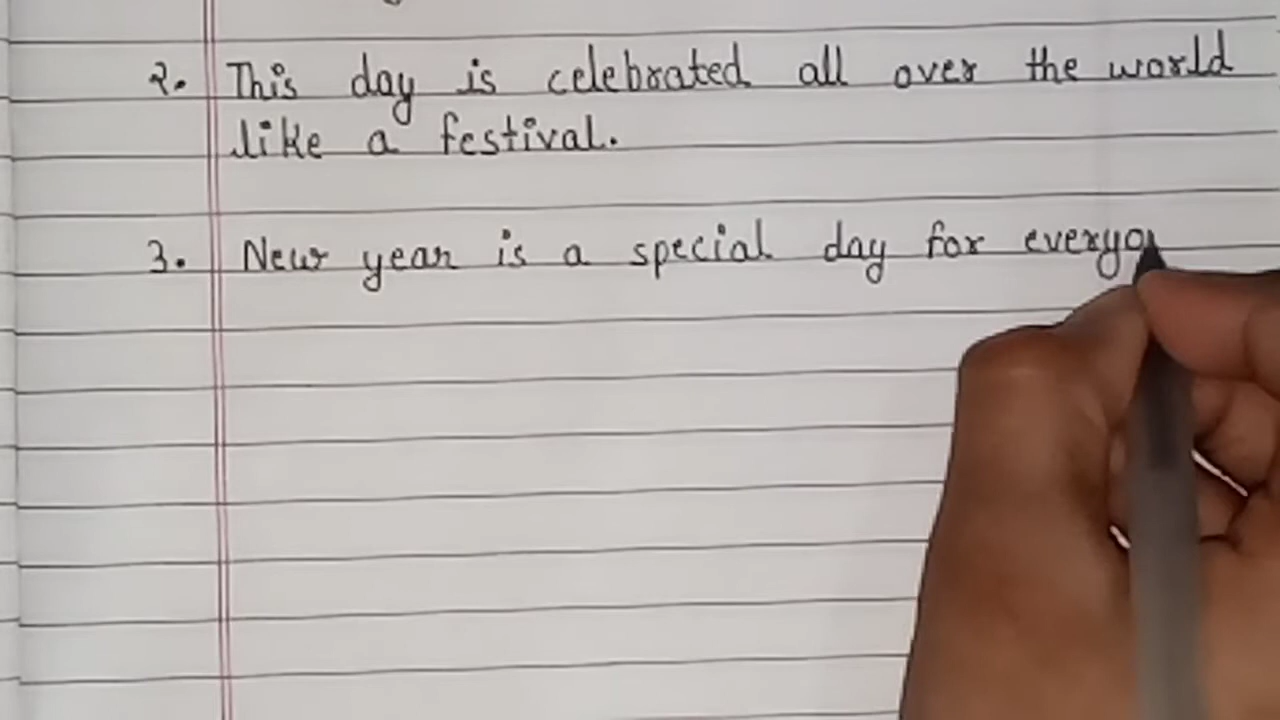 2. This day is celebrated all over the world
like a festival.
3. New year is a special day for everyo